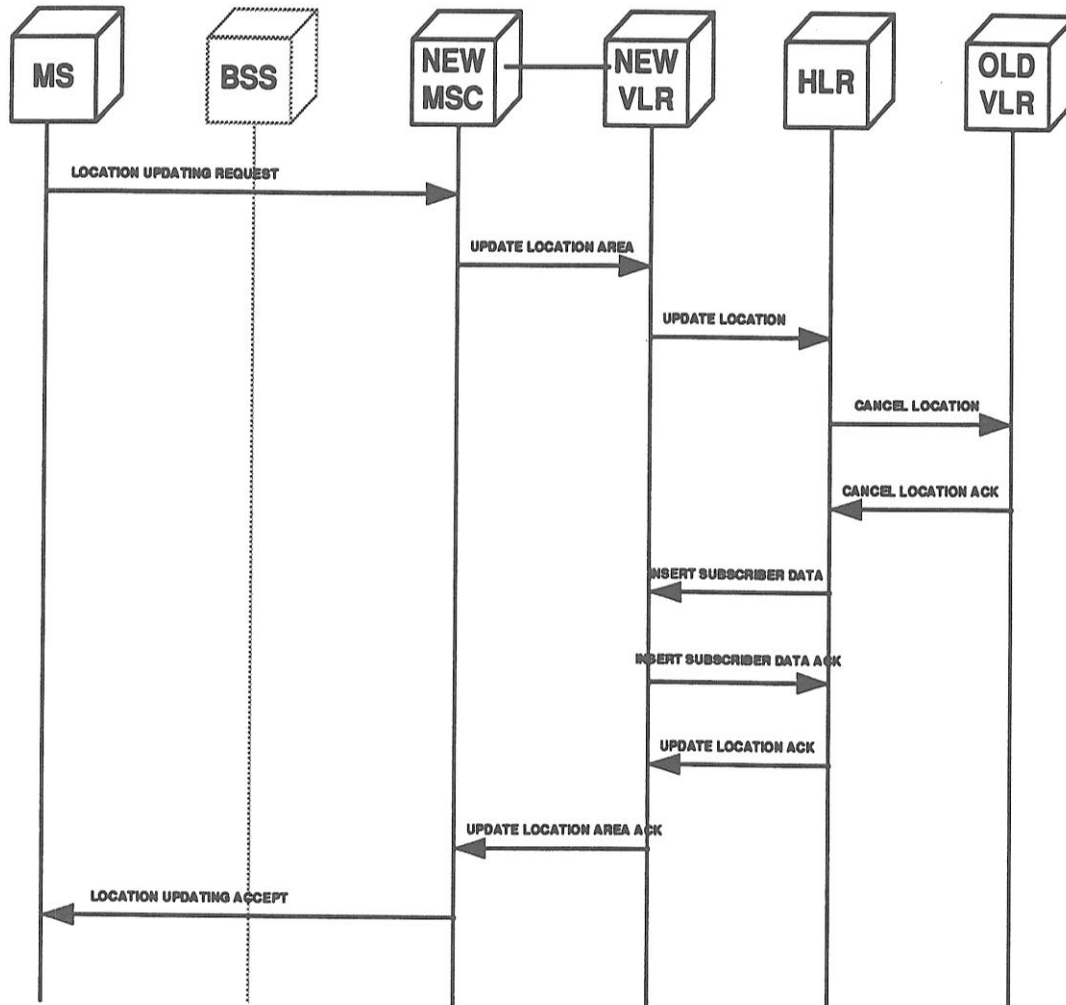 MS
BSS
NEW
MSC
NEW
VLR
HLR
OLD
VLR
LOCATION UPDATING REQUEST
UPDATE LOCATION AREA
UPDATE LOCATION
CANCEL LOCATION
CANCEL LOCATION ACK
INSERT SUBSCRIBER DATA
INSERT SUBSCRIBER DATA ACK
UPDATE LOCATION ACK
UPDATE LOCATION AREA ACK
LOCATION UPDATING ACCEPT